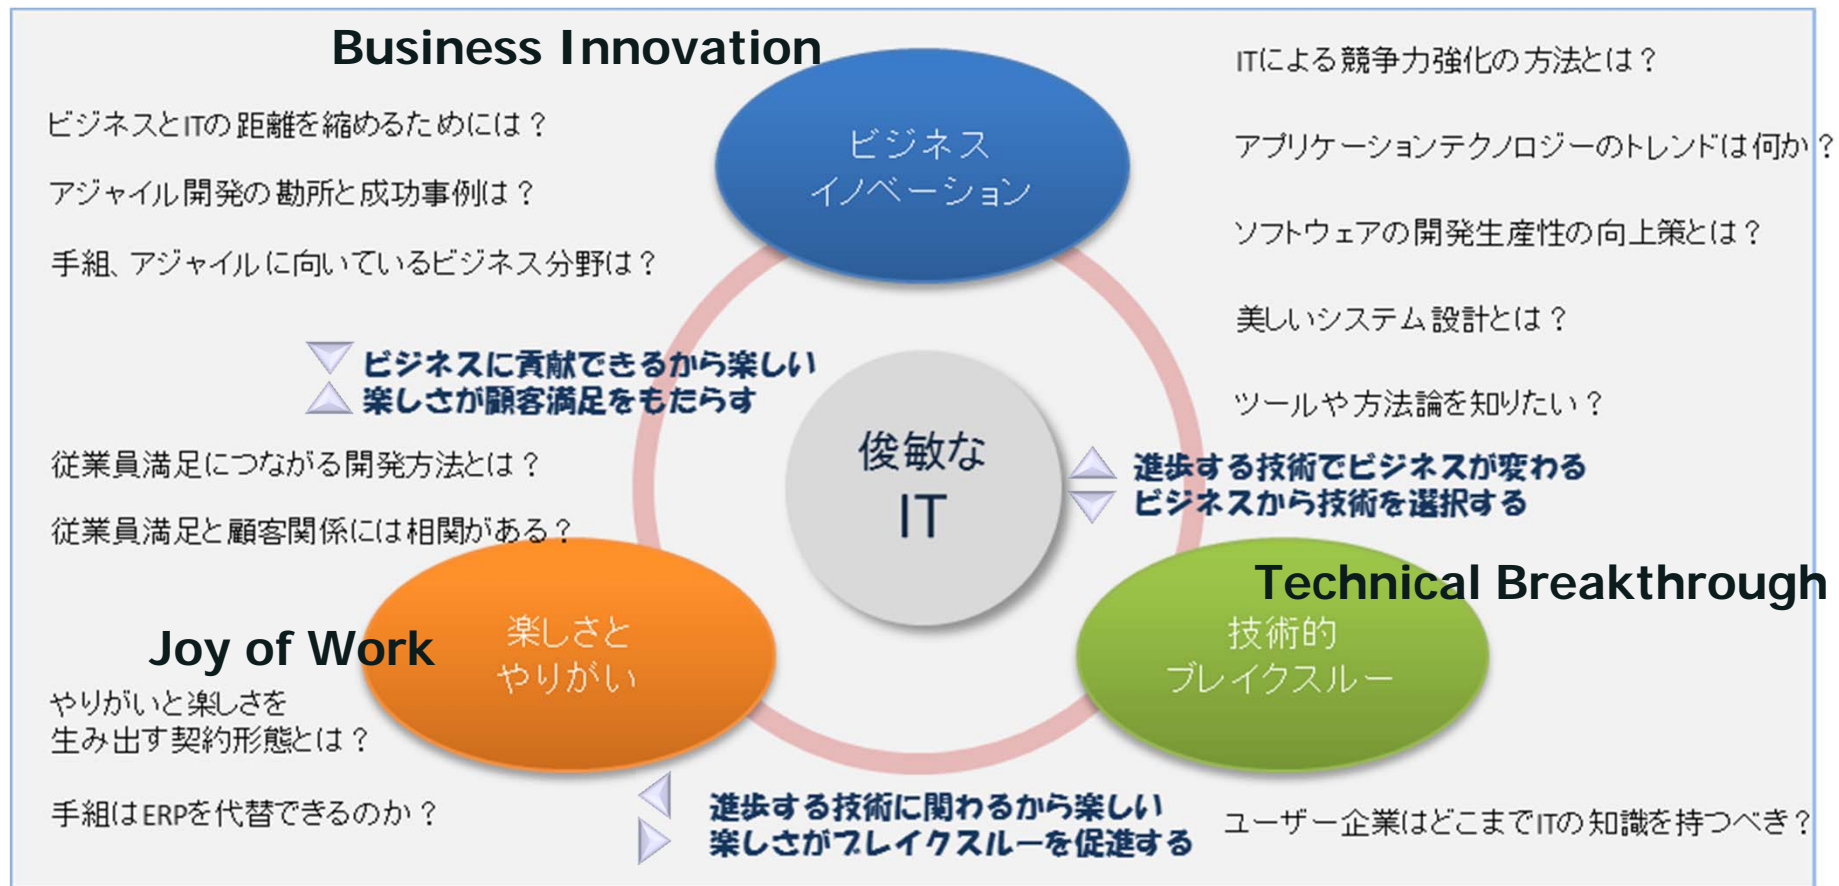 Business Innovation
ビジネスとITの距離を縮めるためには？
アジャイル開発の勘所と成功事例は？
手組、アジャイルに向いているビジネス分野は？
ビジネス
イノベーション
ITによる競争力強化の方法とは？
アプリケーションテクノロジーのトレンドは何か？
ソフトウェアの開発生産性の向上策とは？
美しいシステム設計とは？
ツールや方法論を知りたい？
ビジネスに貢献できるから楽しい
楽しさが顧客満足をもたらす
俊敏な
IT
進歩する技術でビジネスが変わる
ビジネスから技術を選択する
従業員満足につながる開発方法とは？
従業員満足と顧客関係には相関がある？
Joy of Work
楽しさと
やりがい
Technical Breakthrough
技術的
ブレイクスルー
やりがいと楽しさを
生み出す契約形態とは？
手組はERPを代替できるのか？
進歩する技術に関わるから楽しい
楽しさがブレイクスルーを促進する
ユーザー企業はどこまでITの知識を持つべき？